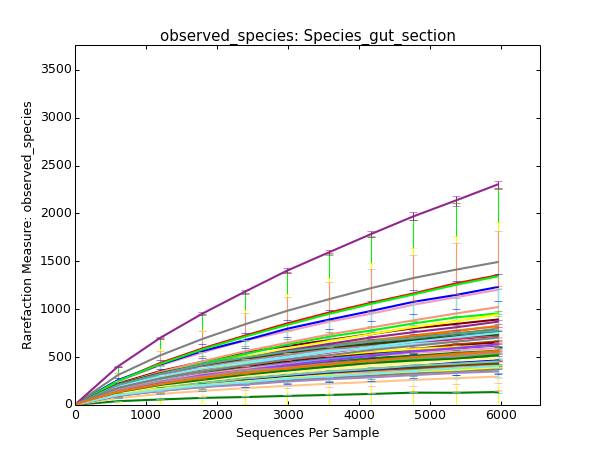 observed_species: Species_gut_section
3500
3000
2500
2000
1500
1000
500
0
Rarefaction Measure: observed_species
0 1000 2000 3000 4000 5000 6000
Sequences Per Sample